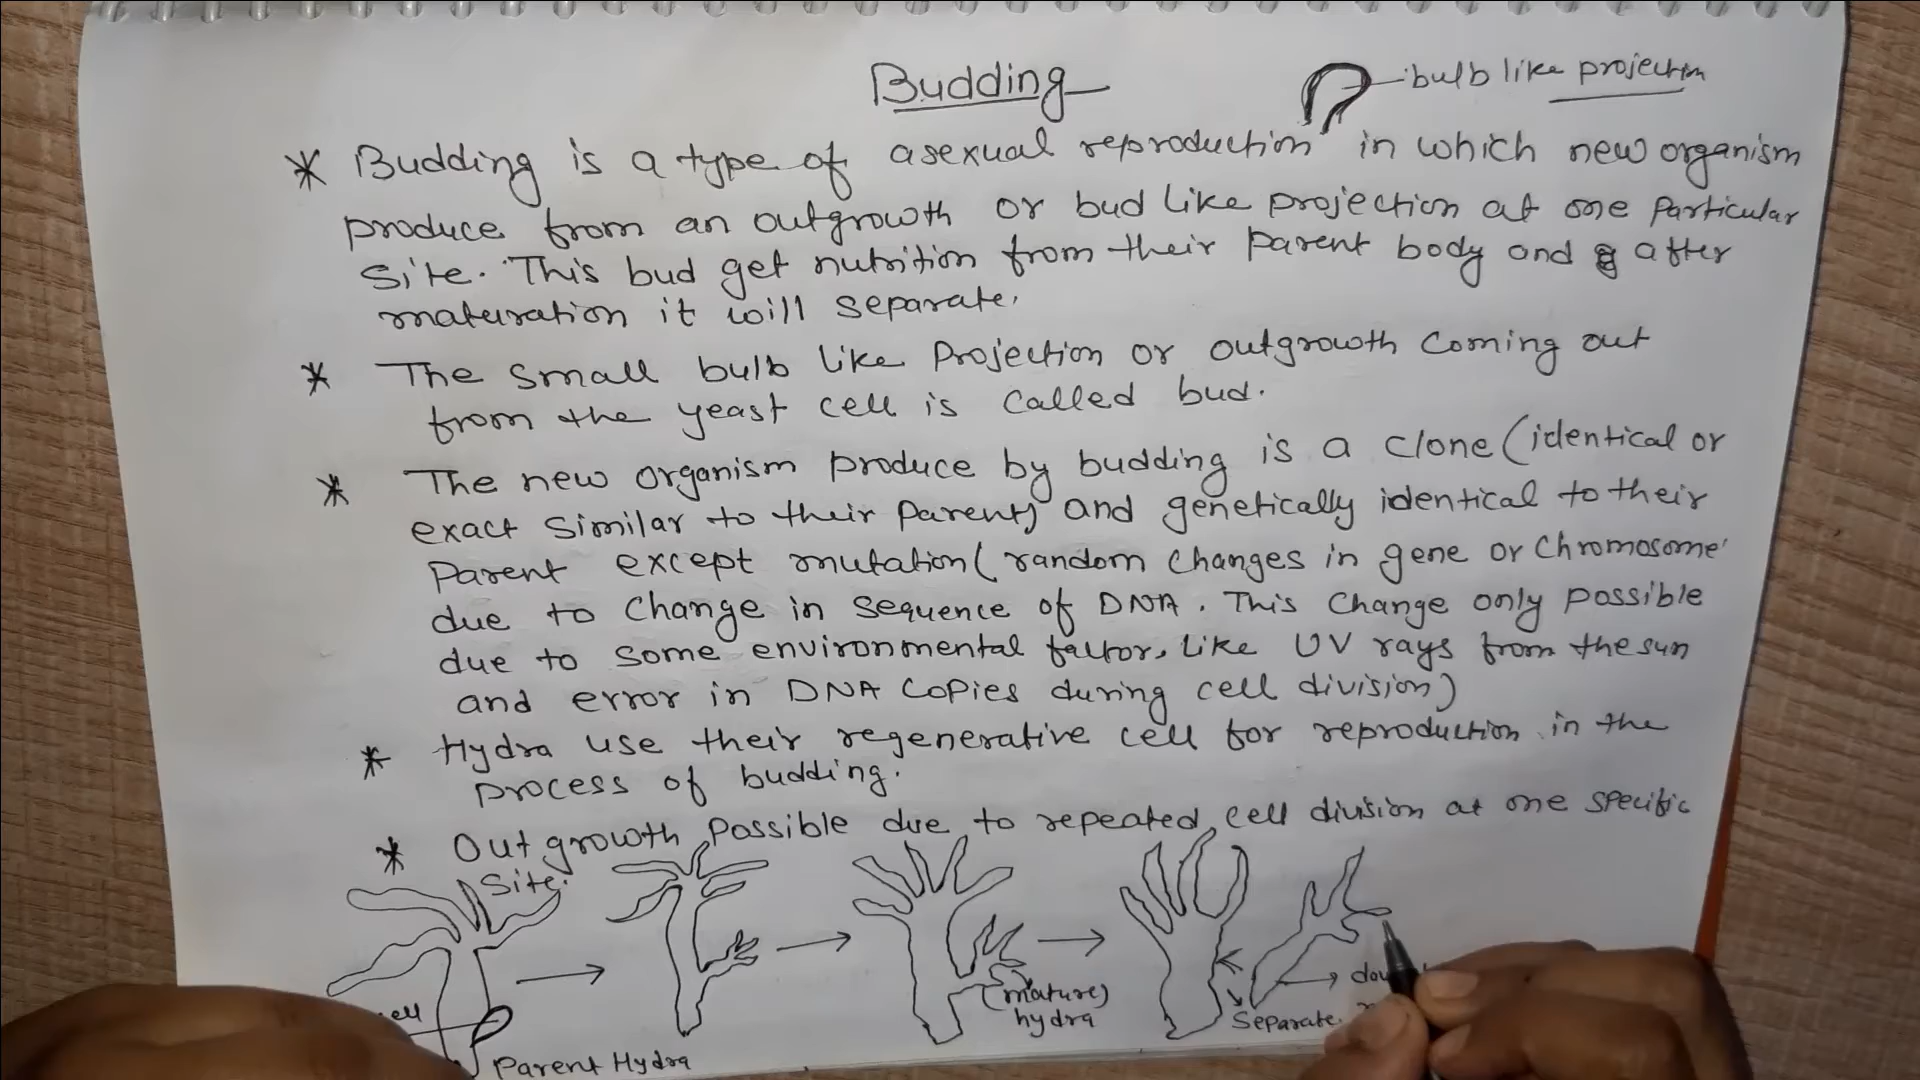 Budding
bulb like projection
* Budding is a type of asexual reproduction in which new organism
produce from an outgrowth or bud like projection at one particular
site. This bud get nutrition from their parent body and after
maturation it will separate.
* The small bulb like Projection or outgrowth coming out
from the yeast cell is called bud.
* The new organism produce by budding is a clone (identical or
exact similar to their parent) and genetically identical to their
parent except mutation (random changes in gene or chromosome
due to change in sequence of DNA. This change only possible
due to some environmental factor, like UV rays from the sun
and error in DNA copies during cell division)
* Hydra use their regenerative cell for reproduction in the
process of budding.
* Outgrowth possible due to repeated cell division at one specific
site.
Parent Hydra
(mature)
hydra
Separate